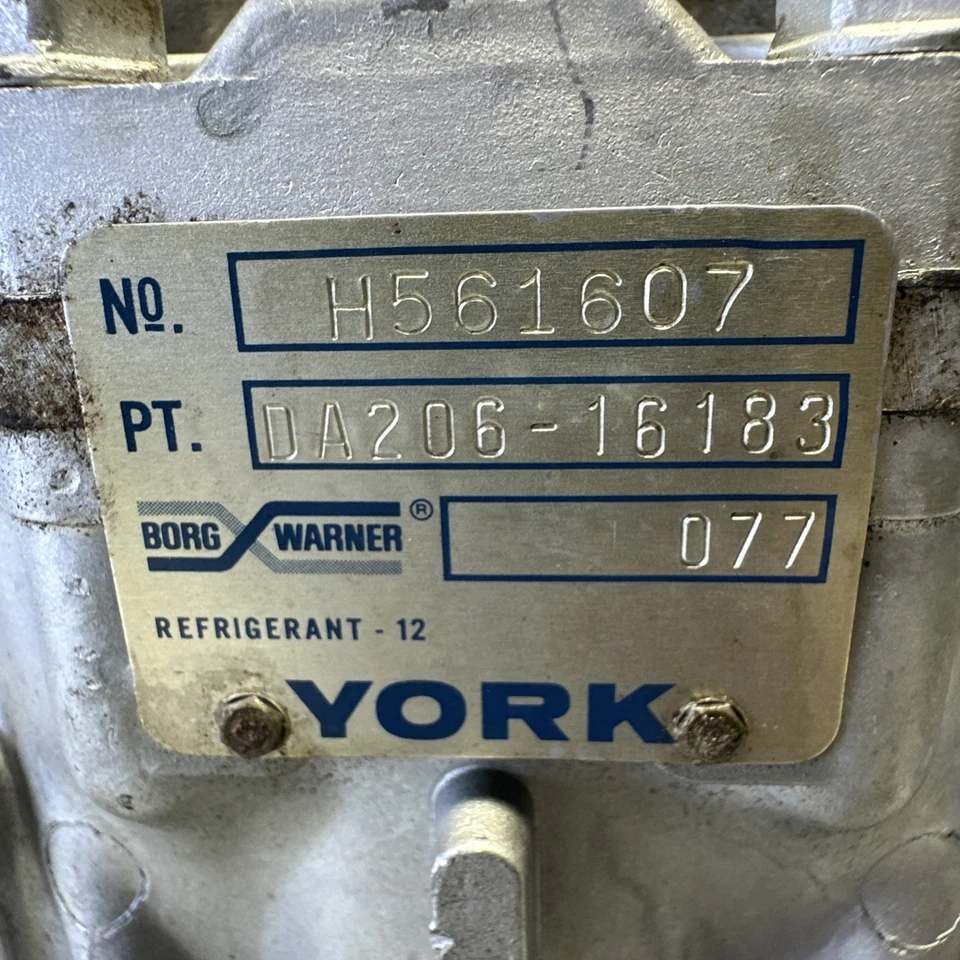 No. H561607
PT. DA206-16183
BORG WARNER® 077
REFRIGERANT - 12
YORK